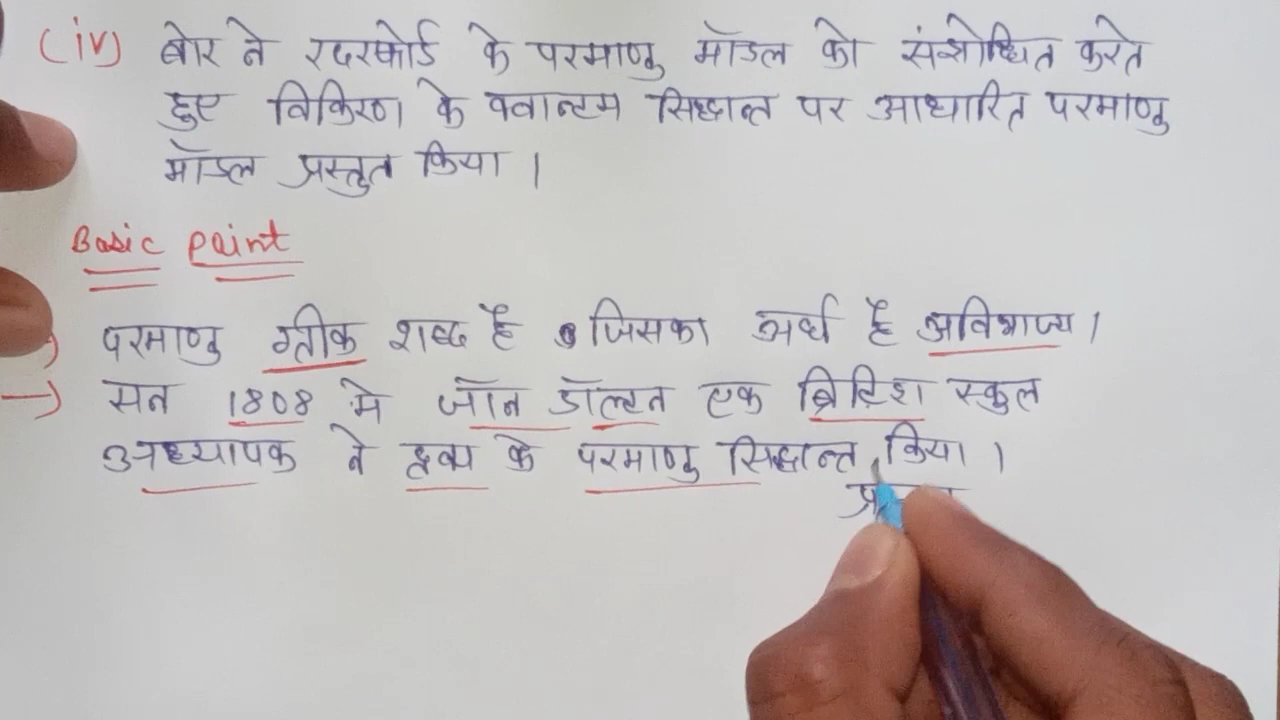 (iv) बोर ने रदरफोर्ड के परमाणु मॉडल को संशोधित करते
हुए विकिरण के क्वान्टम सिद्धान्त पर आधारित परमाणु
मॉडल प्रस्तुत किया ।
Basic point
→) परमाणु ग्रीक शब्द है जिसका अर्थ है अविभाज्य ।
→) सन 1808 मे जॉन डॉल्टन एक ब्रिटिश स्कुल
अध्यापक ने द्रव्य के परमाणु सिद्धान्त किया ।